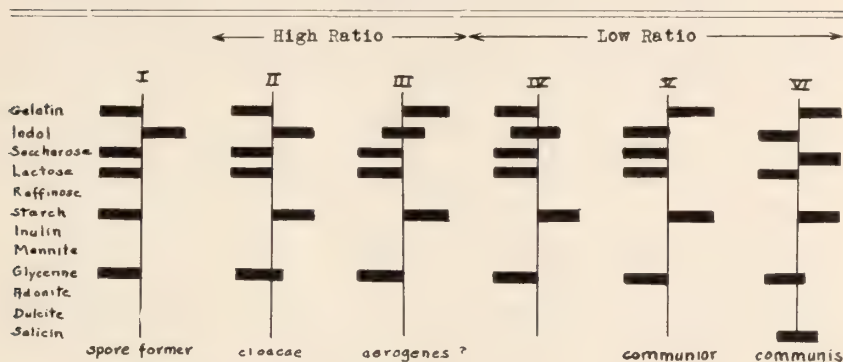 High Ratio Low Ratio
I II III IV V VI
Gelatin
Indol
Saccharose
Lactose
Raffinose
Starch
Inulin
Mannite
Glycerine
Adonite
Dulcite
Salicin
spore former cloacae aerogenes ? communior communis